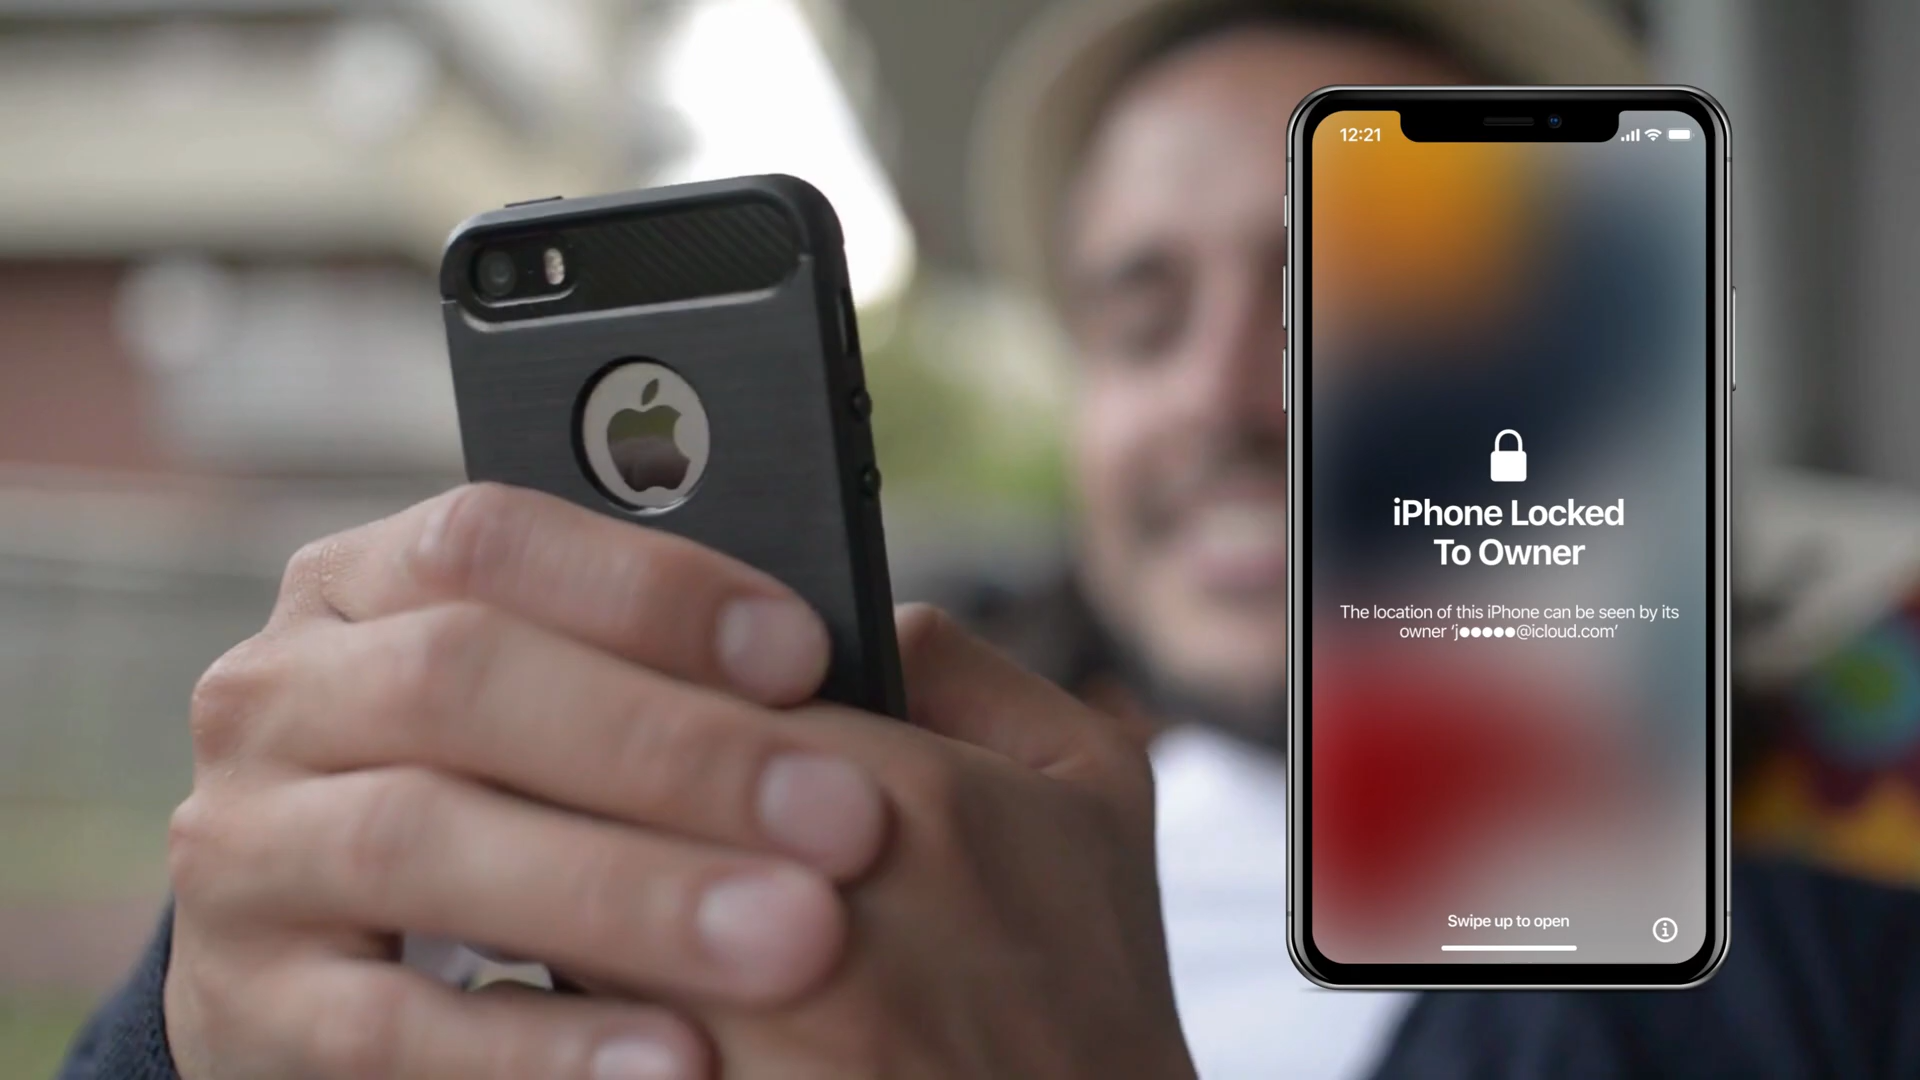 12:21
iPhone Locked
To Owner
The location of this iPhone can be seen by its
owner ‘j●●●●●@icloud.com’
Swipe up to open